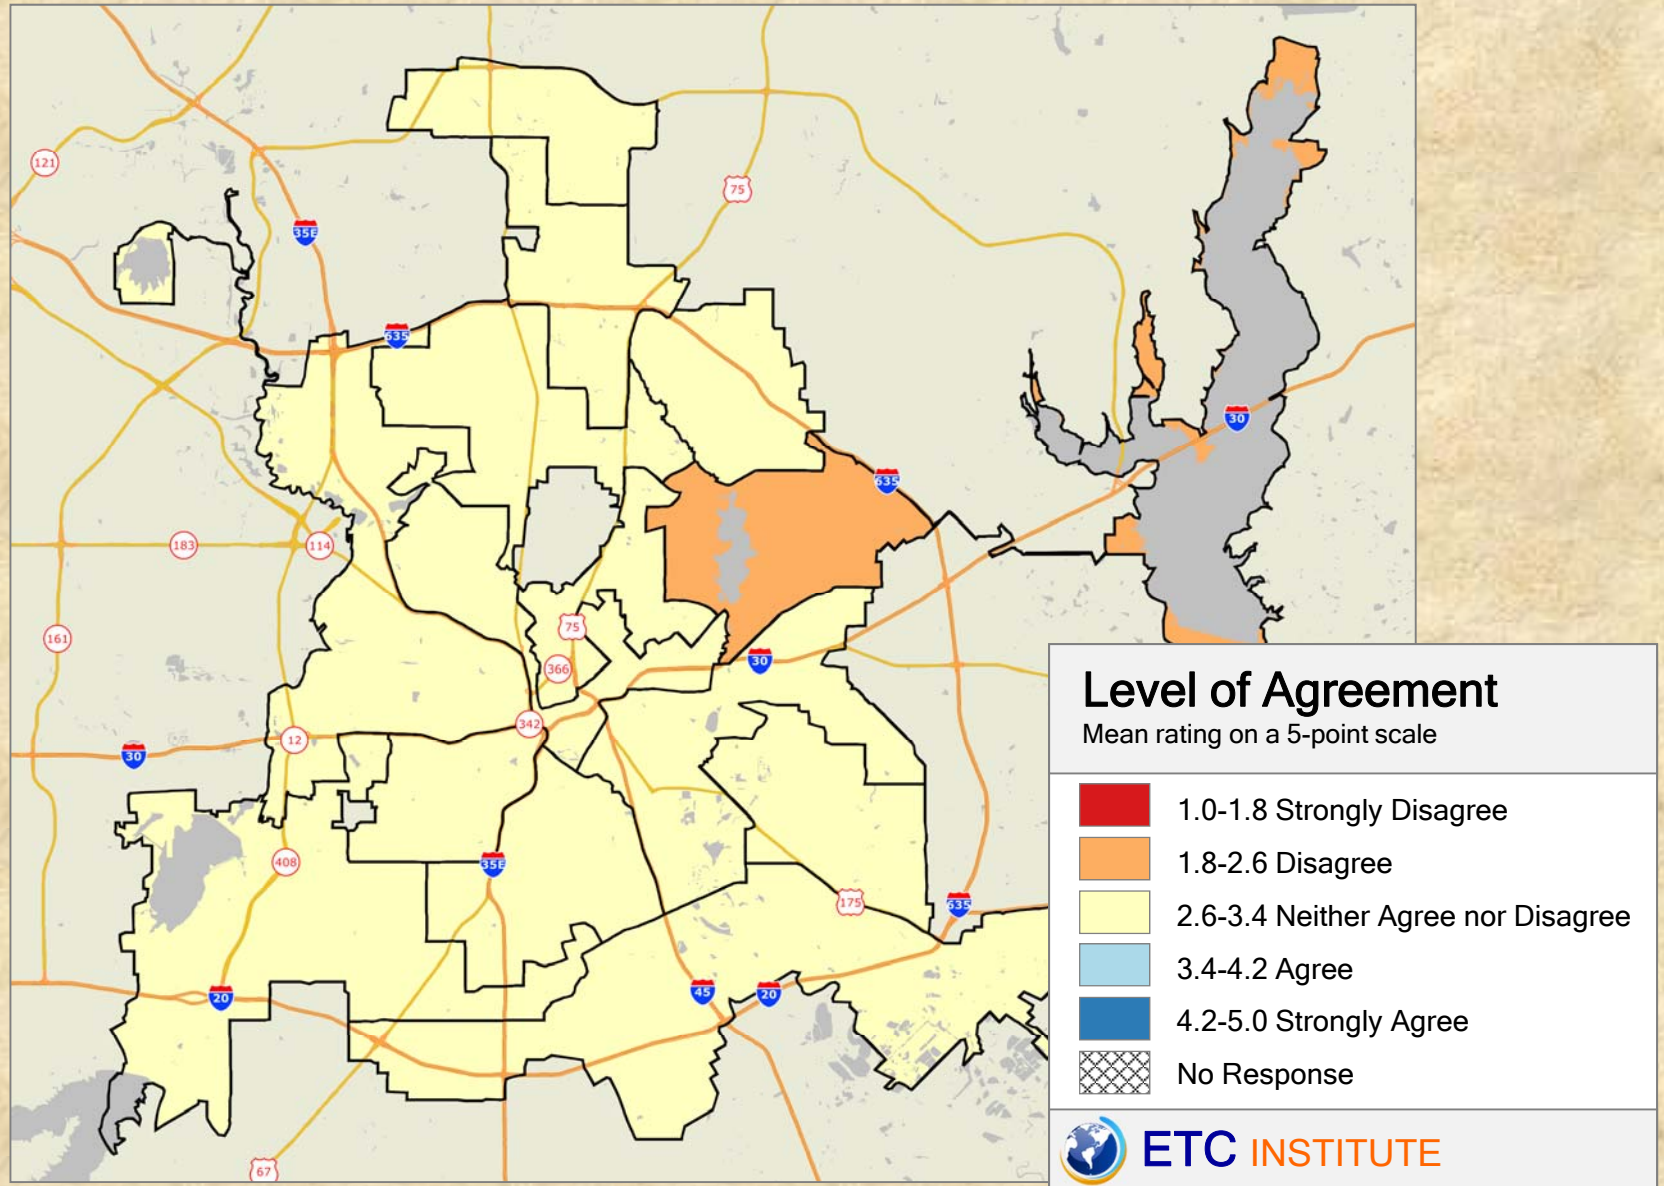 121
75
35E
635
635
30
183
114
161
75
366
30
342
12
30
408
35E
175
635
20
45
20
67
Level of Agreement
Mean rating on a 5-point scale
1.0-1.8 Strongly Disagree
1.8-2.6 Disagree
2.6-3.4 Neither Agree nor Disagree
3.4-4.2 Agree
4.2-5.0 Strongly Agree
No Response
ETC INSTITUTE